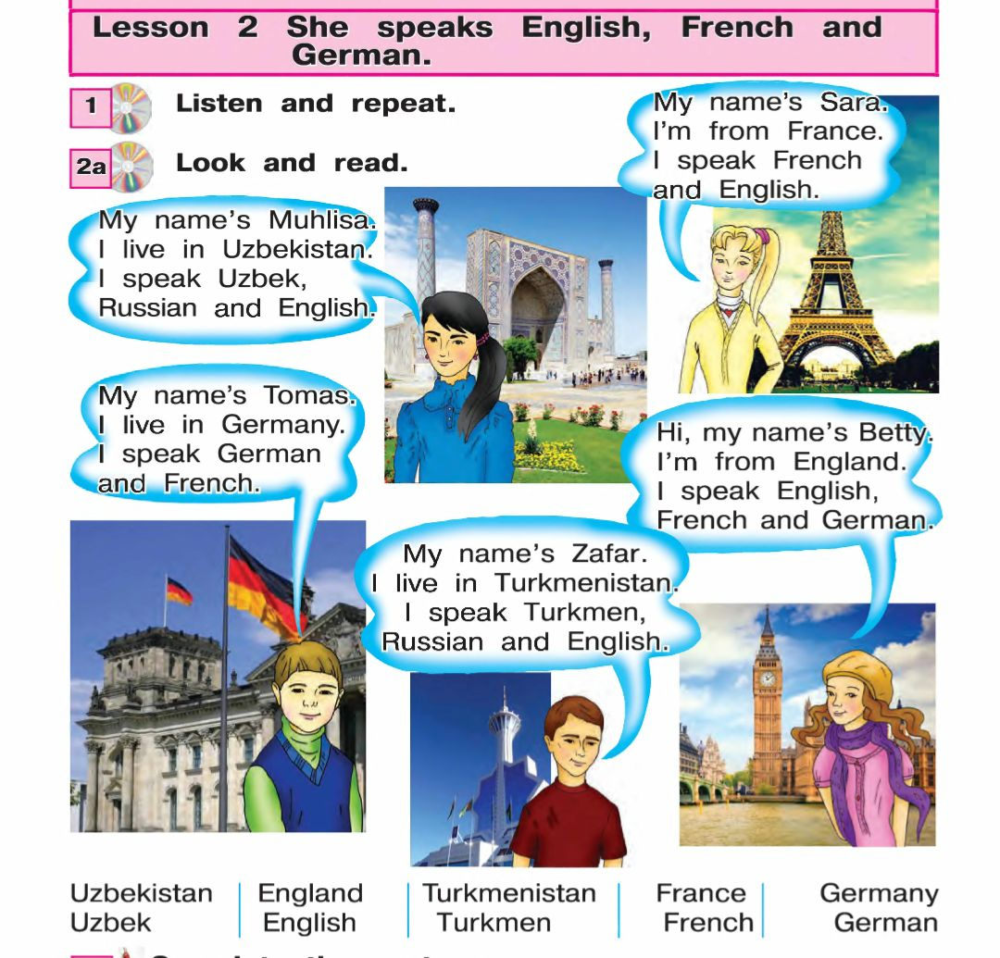 Lesson 2 She speaks English, French and
German.
1 Listen and repeat.
2a Look and read.
My name's Sara.
I'm from France.
I speak French
and English.
My name's Muhlisa.
I live in Uzbekistan.
I speak Uzbek,
Russian and English.
My name's Tomas.
I live in Germany.
I speak German
and French.
Hi, my name's Betty.
I'm from England.
I speak English,
French and German.
My name's Zafar.
I live in Turkmenistan.
I speak Turkmen,
Russian and English.
Uzbekistan England Turkmenistan France Germany
Uzbek English Turkmen French German